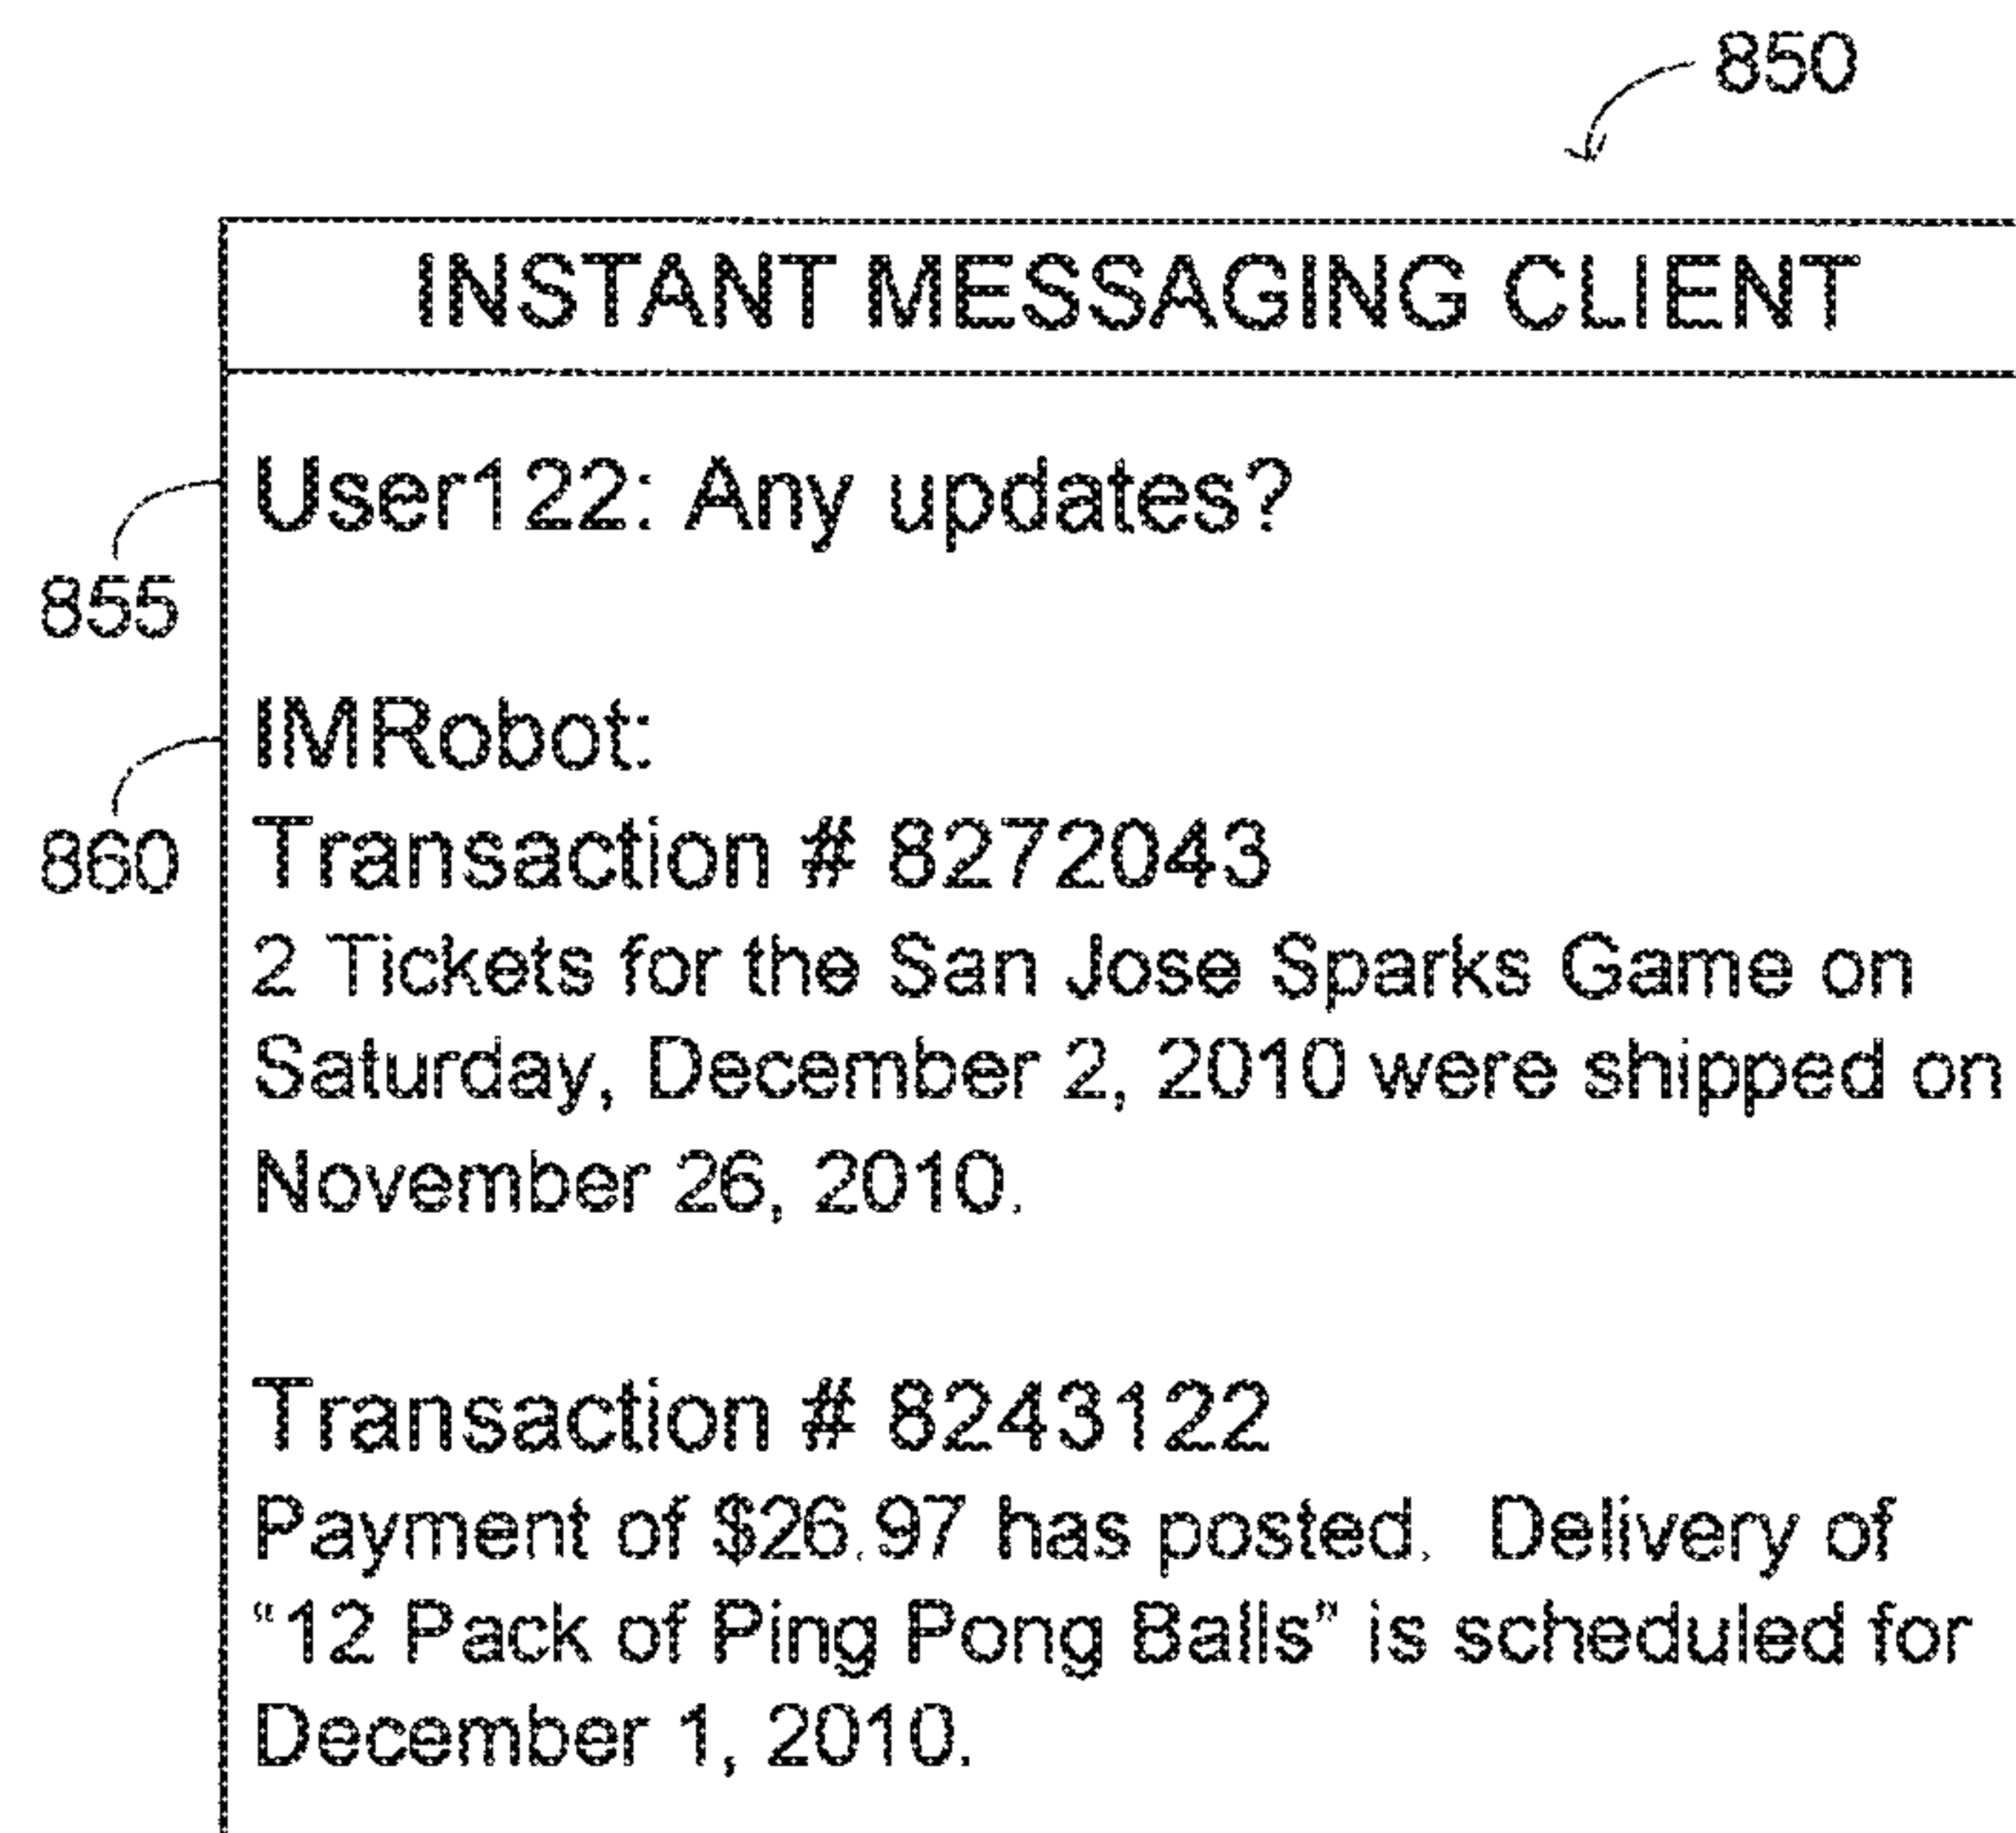 850
INSTANT MESSAGING CLIENT
User122: Any updates?
855
IMRobot:
860
Transaction # 8272043
2 Tickets for the San Jose Sparks Game on
Saturday, December 2, 2010 were shipped on
November 26, 2010.
Transaction # 8243122
Payment of $26.97 has posted. Delivery of
“12 Pack of Ping Pong Balls” is scheduled for
December 1, 2010.